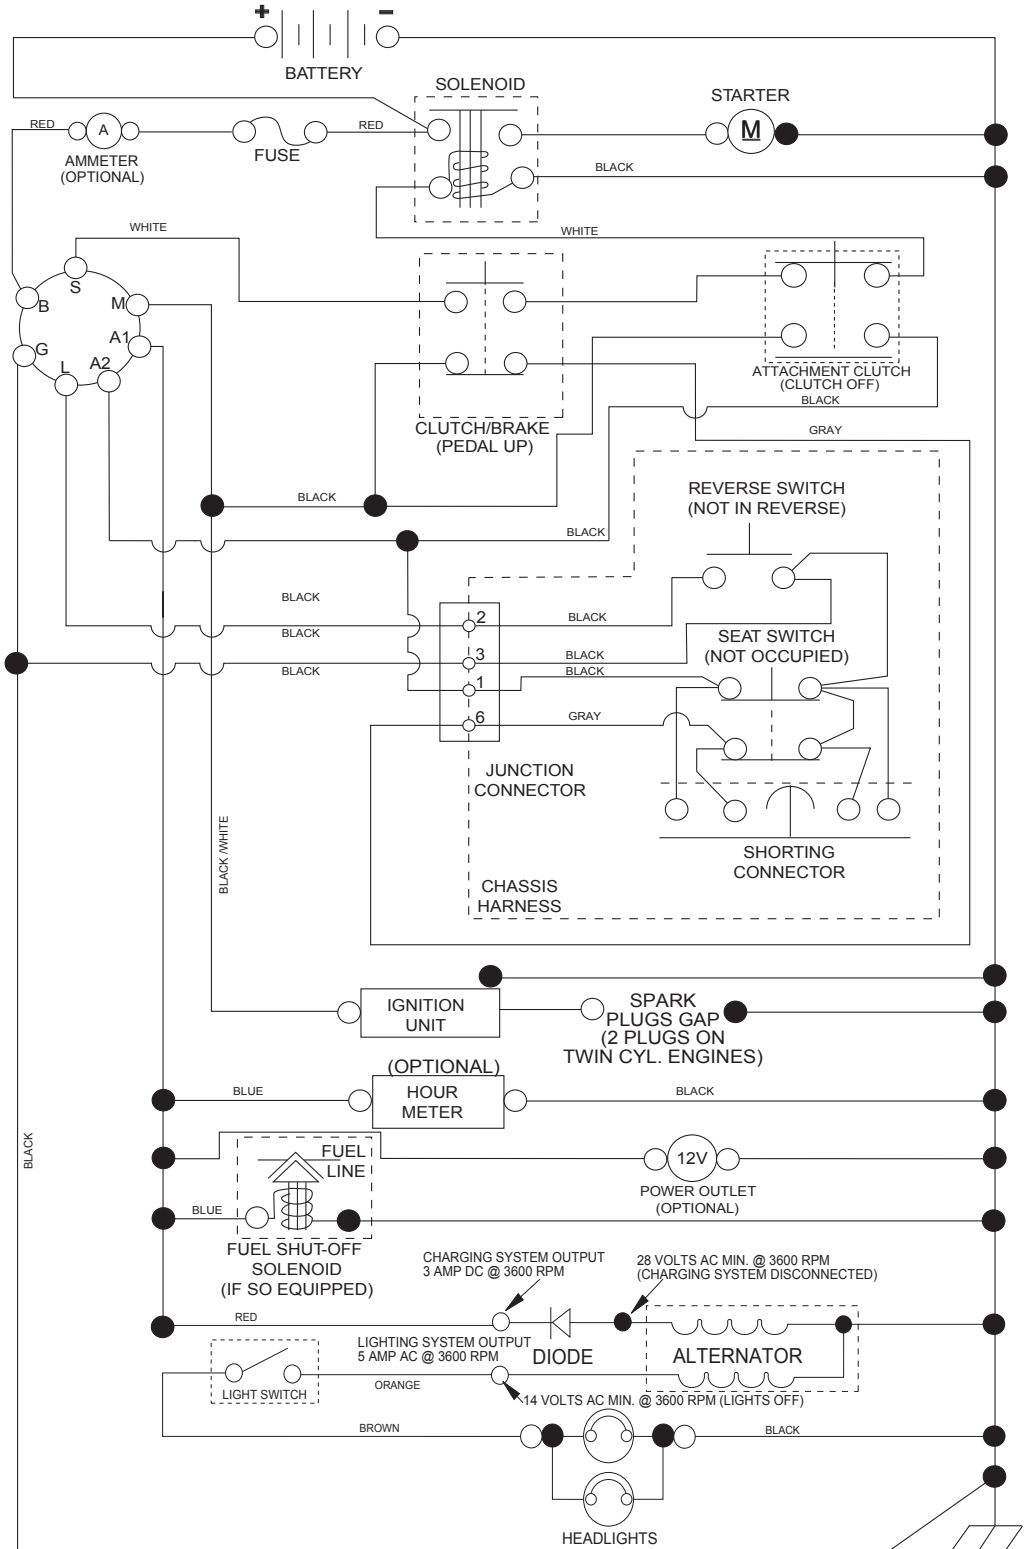 + −
BATTERY
SOLENOID
STARTER
RED
A
RED
M
AMMETER
(OPTIONAL)
FUSE
BLACK
WHITE
WHITE
S
B
M
G
A1
L
A2
ATTACHMENT CLUTCH
(CLUTCH OFF)
BLACK
CLUTCH/BRAKE
(PEDAL UP)
GRAY
REVERSE SWITCH
(NOT IN REVERSE)
BLACK
BLACK
BLACK
2
BLACK
BLACK
SEAT SWITCH
(NOT OCCUPIED)
3
BLACK
BLACK
1
BLACK
6
GRAY
JUNCTION
CONNECTOR
SHORTING
CONNECTOR
BLACK /WHITE
CHASSIS
HARNESS
IGNITION
UNIT
SPARK
PLUGS GAP
(2 PLUGS ON
TWIN CYL. ENGINES)
(OPTIONAL)
BLUE
HOUR
METER
BLACK
BLACK
FUEL
LINE
12V
POWER OUTLET
(OPTIONAL)
BLUE
FUEL SHUT-OFF
SOLENOID
(IF SO EQUIPPED)
CHARGING SYSTEM OUTPUT
3 AMP DC @ 3600 RPM
28 VOLTS AC MIN. @ 3600 RPM
(CHARGING SYSTEM DISCONNECTED)
RED
LIGHTING SYSTEM OUTPUT
5 AMP AC @ 3600 RPM
DIODE
ALTERNATOR
LIGHT SWITCH
ORANGE
14 VOLTS AC MIN. @ 3600 RPM (LIGHTS OFF)
BROWN
BLACK
HEADLIGHTS